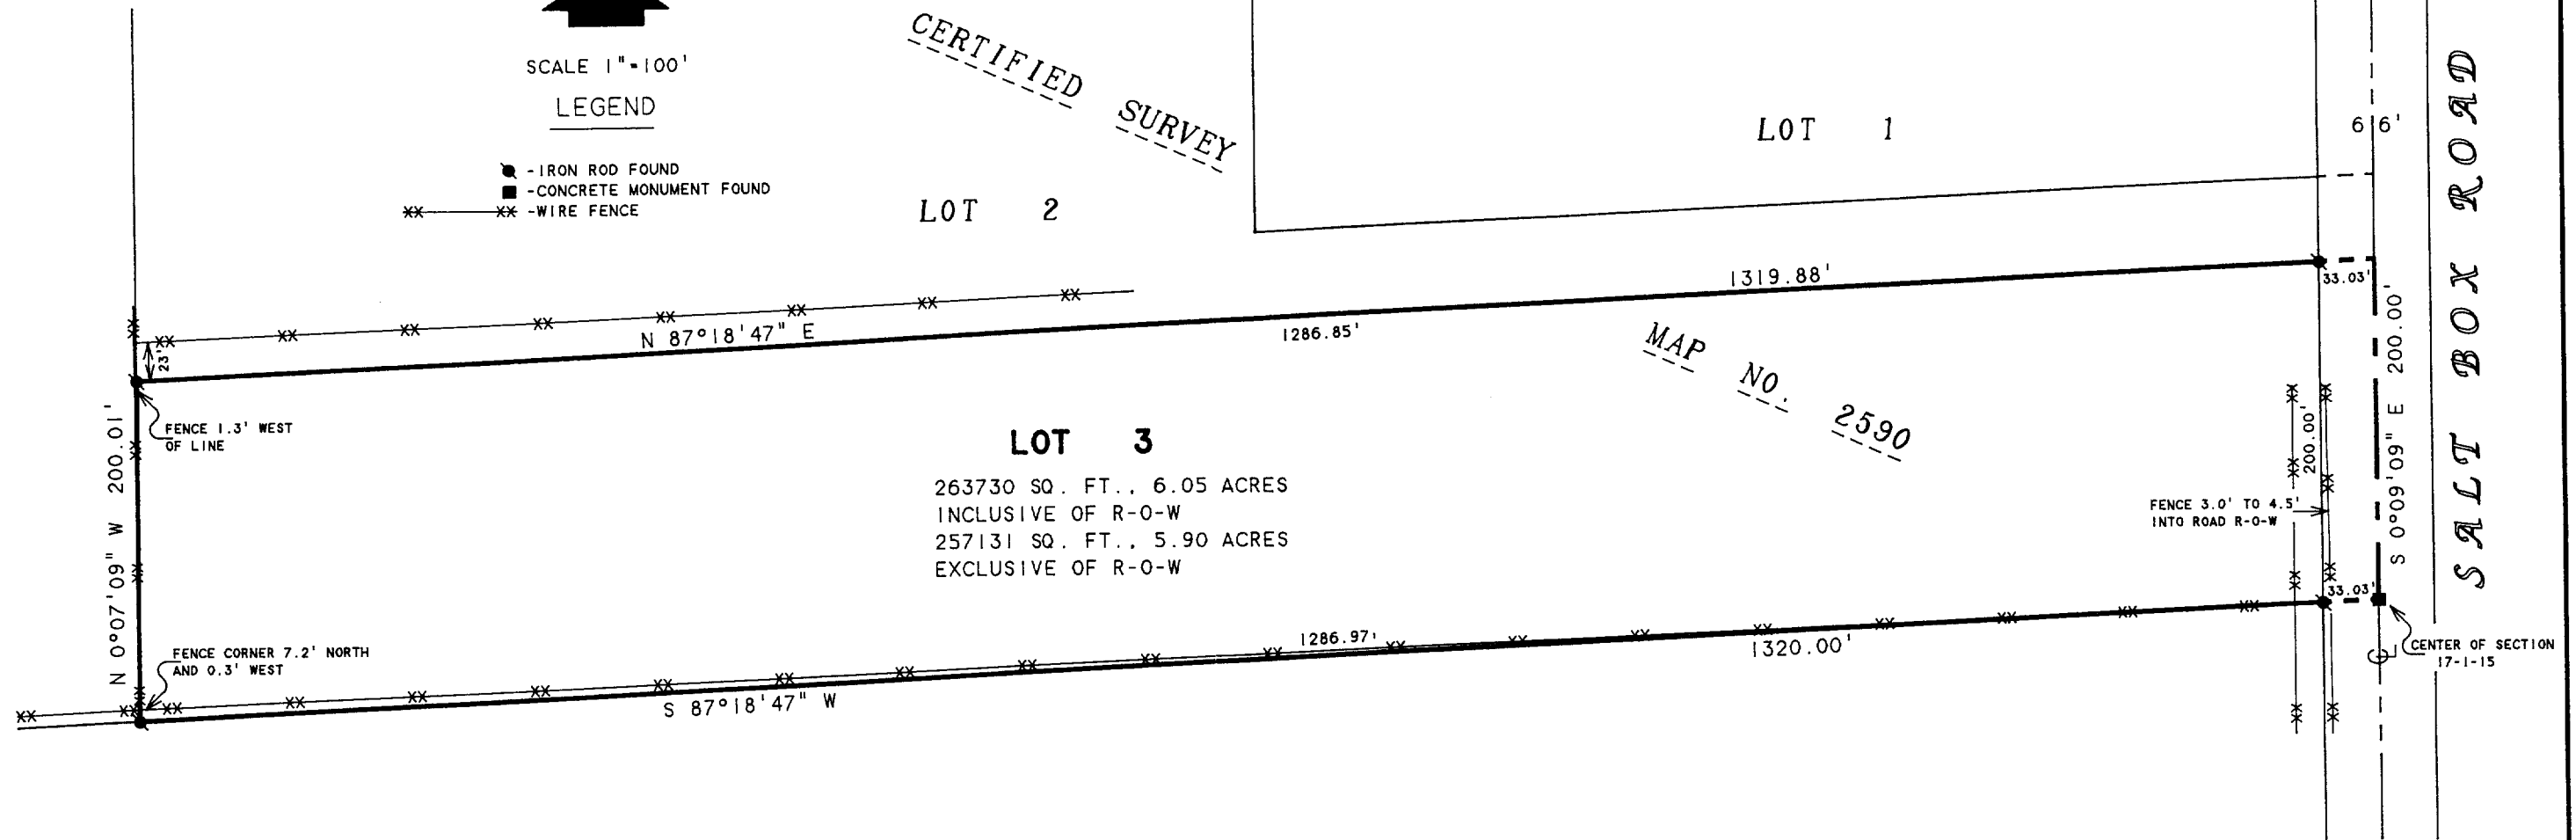 SCALE 1"=100'
LEGEND
-IRON ROD FOUND
-CONCRETE MONUMENT FOUND
XX XX -WIRE FENCE
CERTIFIED SURVEY
LOT 2
LOT 1
66'
SALT BOX ROAD
1319.88'
33.03'
N 87°18'47" E
1286.85'
23'
MAP NO. 2590
FENCE 1.3' WEST
OF LINE
N 0°07'09" W 200.01'
LOT 3
263730 SQ. FT., 6.05 ACRES
INCLUSIVE OF R-O-W
257131 SQ. FT., 5.90 ACRES
EXCLUSIVE OF R-O-W
200.00'
S 0°09'09" E 200.00'
FENCE 3.0' TO 4.5'
INTO ROAD R-O-W
33.03'
FENCE CORNER 7.2' NORTH
AND 0.3' WEST
1286.97'
1320.00'
S 87°18'47" W
CL
CENTER OF SECTION
17-1-15